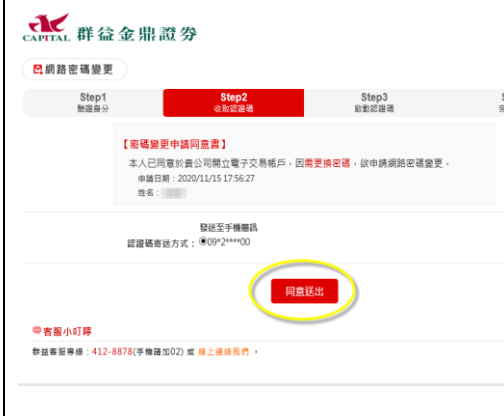 CAPITAL 群益金鼎證券
網路密碼變更
Step1
驗證身分
Step2
收取認證碼
Step3
啟動認證碼
【密碼變更申請同意書】
本人已同意於貴公司開立電子交易帳戶，因需更換密碼，欲申請網路密碼變更。
申請日期：2020/11/15 17:56:27
姓名：
發送至手機簡訊
認證碼寄送方式：09*2****00
同意送出
客服小叮嚀
群益客服專線：412-8878(手機請加02) 或 線上連絡我們 。